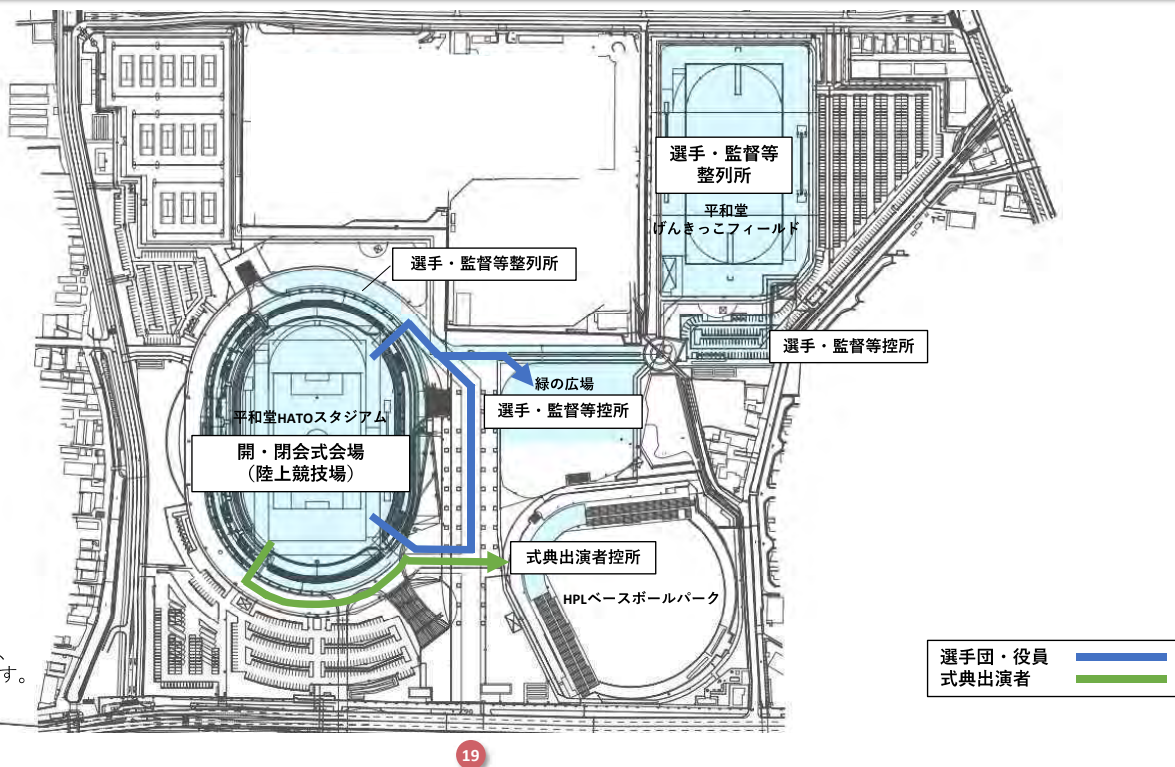 選手・監督等
整列所
平和堂
げんきっこフィールド
選手・監督等整列所
選手・監督等控所
緑の広場
選手・監督等控所
平和堂HATOスタジアム
開・閉会式会場
（陸上競技場）
式典出演者控所
HPLベースボールパーク
、
す。
選手団・役員
式典出演者
19